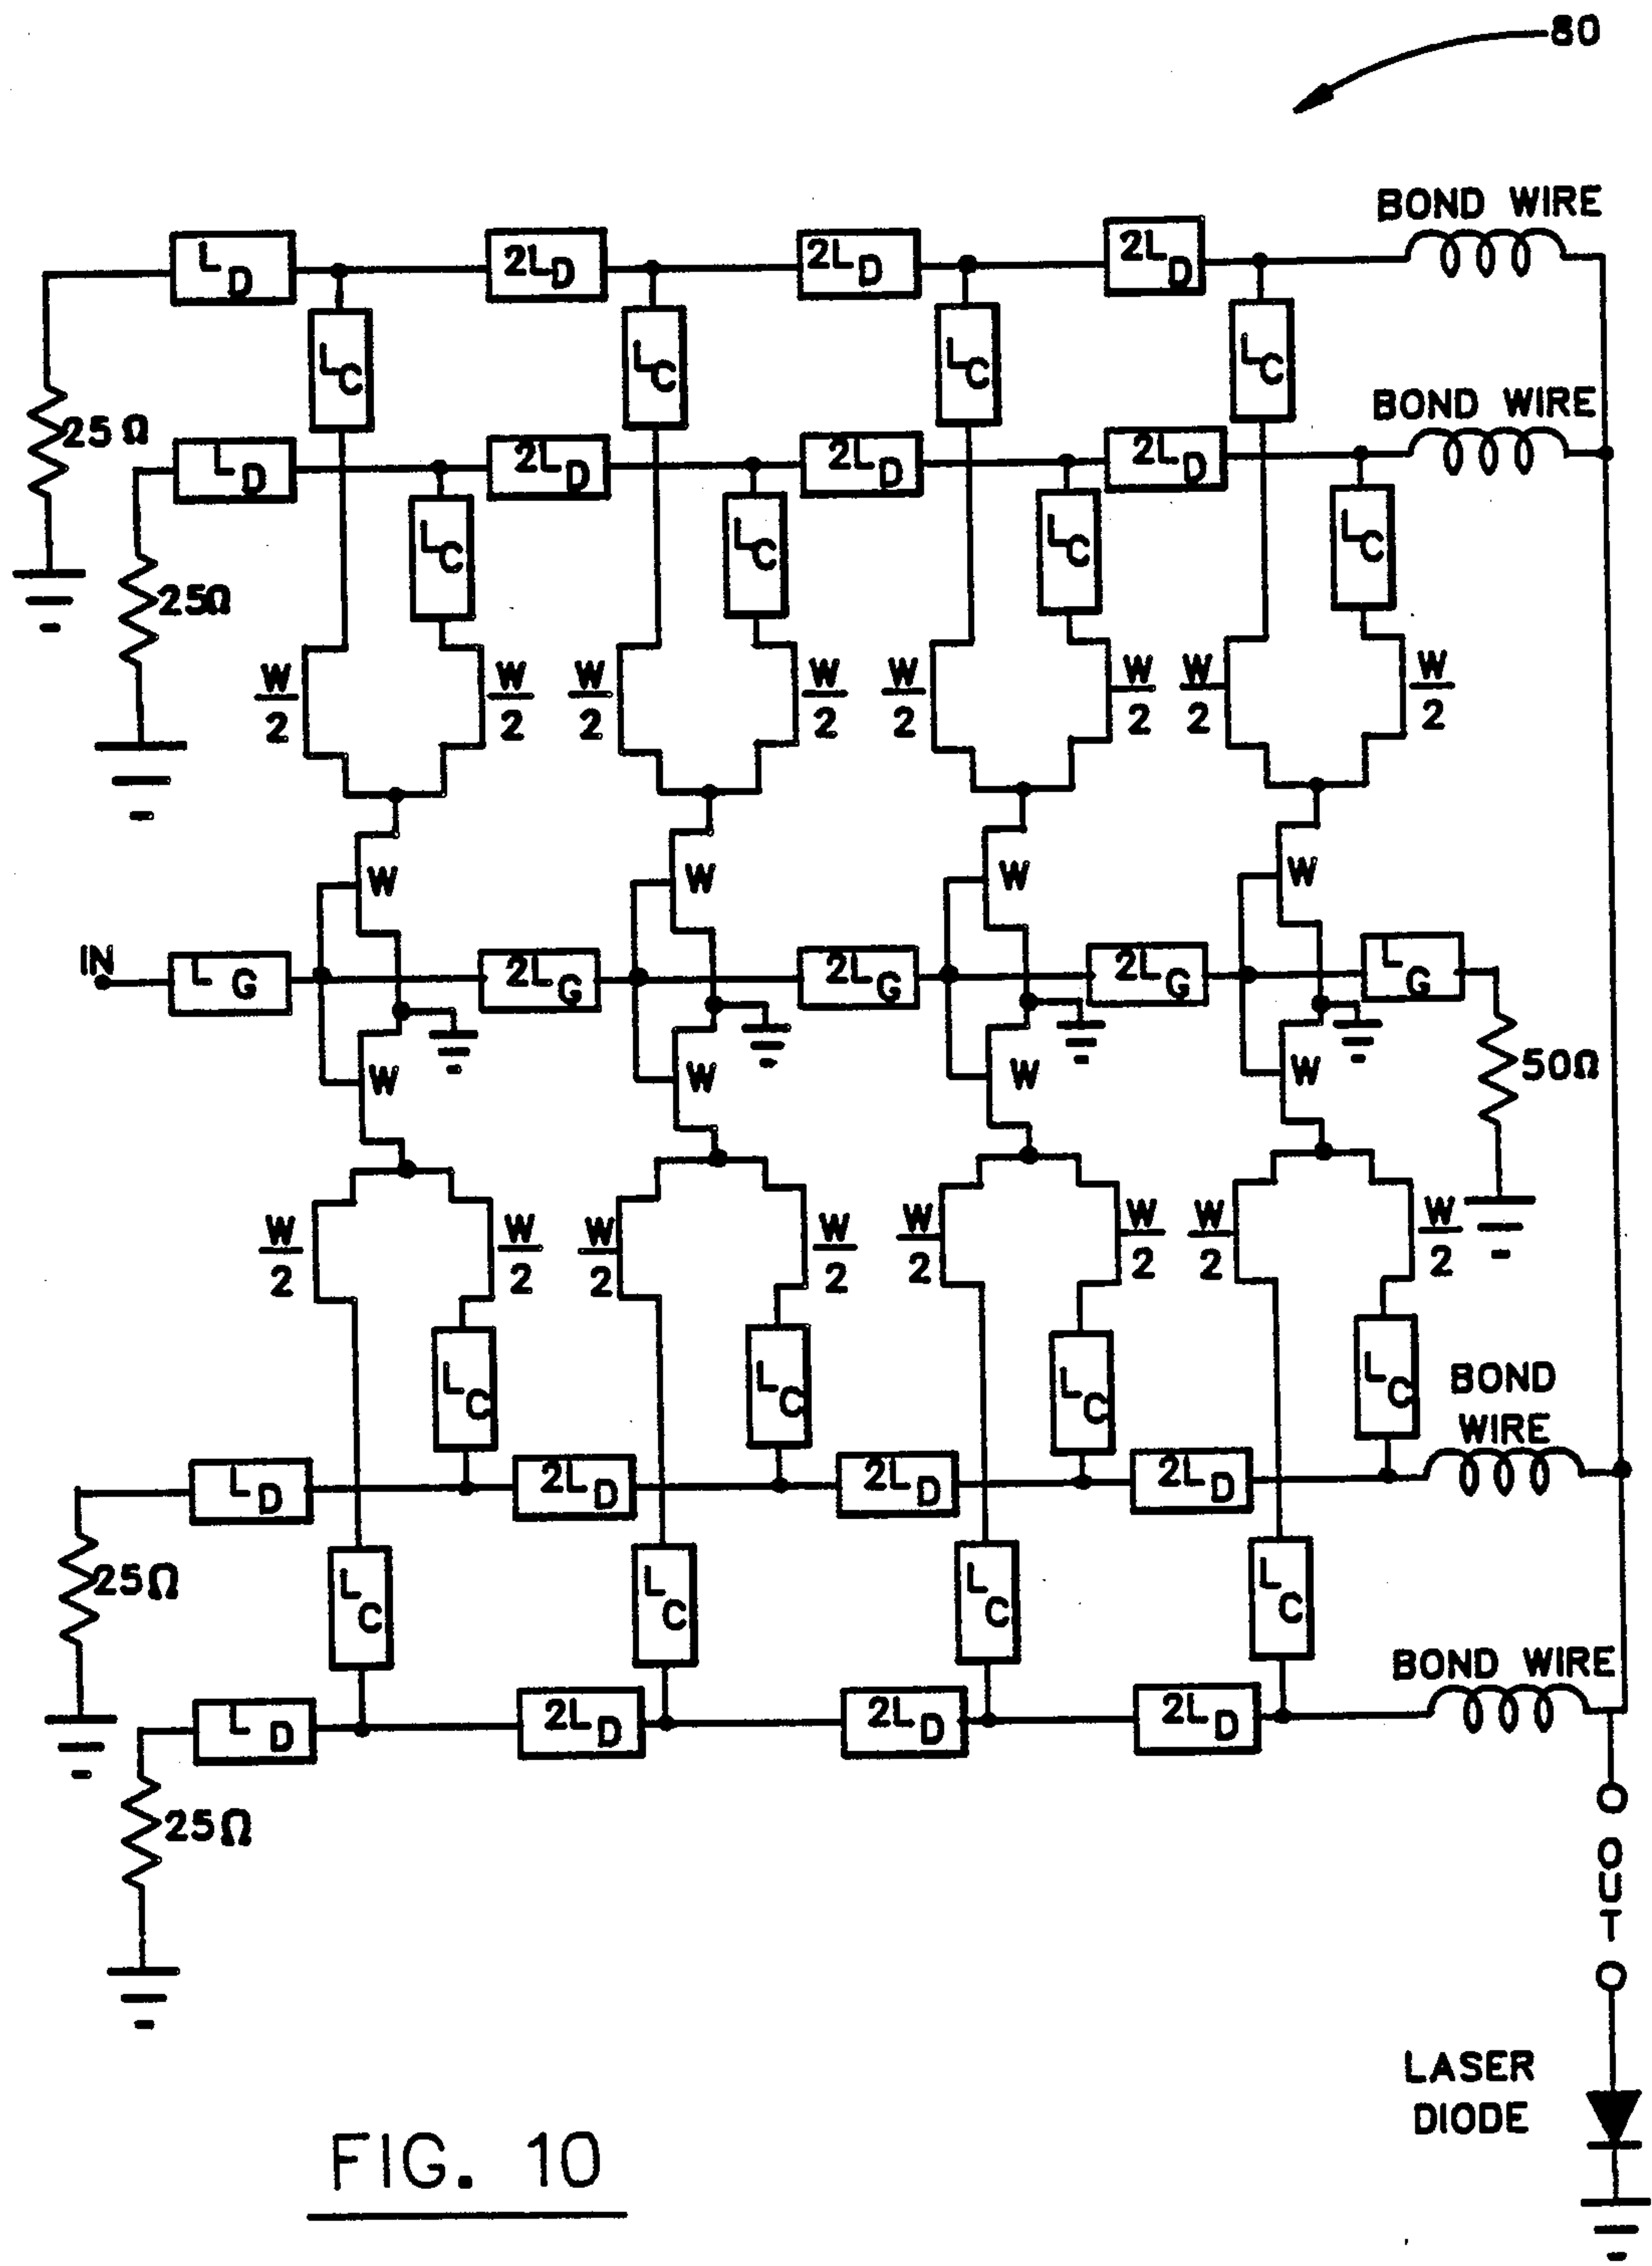 80
BOND WIRE
L D 2L D 2L D 2L D
L C L C L C L C
25Ω
BOND WIRE
L D 2L D 2L D 2L D
L C L C L C L C
25Ω
W/2 W/2 W/2 W/2 W/2 W/2 W/2 W/2
W W W W
IN
L G 2L G 2L G 2L G L G
50Ω
W W W W
W/2 W/2 W/2 W/2 W/2 W/2 W/2 W/2
L C L C L C L C
BOND
WIRE
L D 2L D 2L D 2L D
25Ω
L C L C L C L C
BOND WIRE
L D 2L D 2L D 2L D
25Ω
OUT
LASER
DIODE
FIG. 10